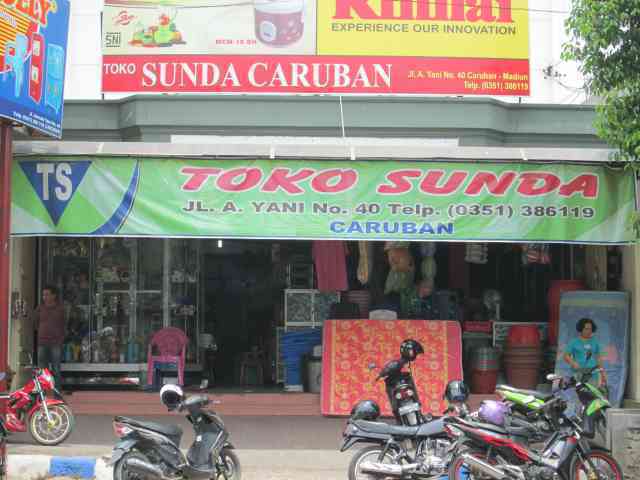 Rinnai
EXPERIENCE OUR INNOVATION
SNI
TOKO SUNDA CARUBAN
Jl. A. Yani No. 40 Caruban - Madiun
Telp. (0351) 386119
TS
TOKO SUNDA
JL. A. YANI No. 40 Telp. (0351) 386119
CARUBAN